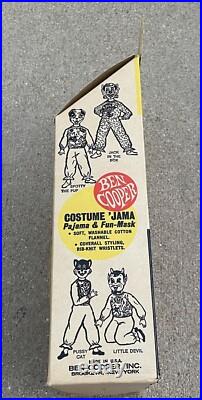 JACK
IN THE
BOX
SPOTTY
THE PUP
BEN
COOPER
COSTUME 'JAMA
Pajama & Fun-Mask
• SOFT, WASHABLE COTTON
FLANNEL.
• COVERALL STYLING,
RIB-KNIT WRISTLETS.
PUSSY
CAT
LITTLE DEVIL
MADE IN U.S.A.
BEN COOPER, INC.
BROOKLYN, NEW YORK